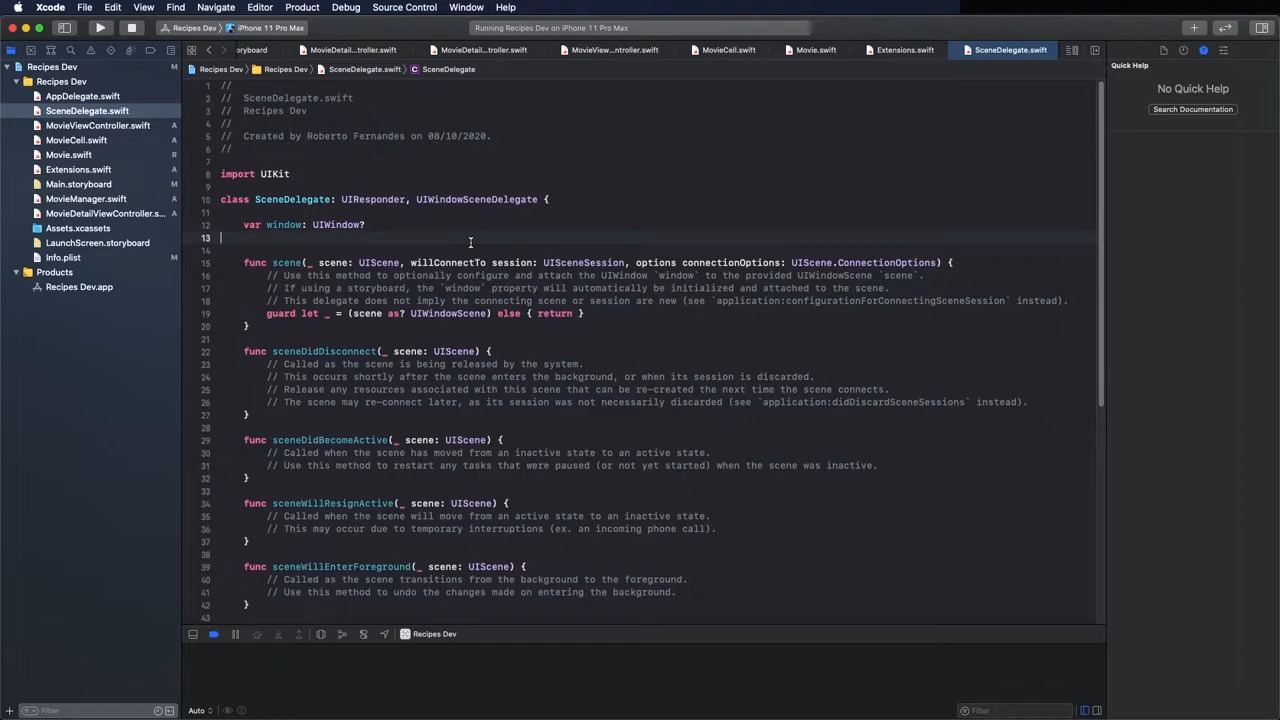 Xcode File Edit View Find Navigate Editor Product Debug Source Control Window Help
Recipes Dev iPhone 11 Pro Max Running Recipes Dev on iPhone 11 Pro Max
oryboard MovieDetail...troller.swift MovieDetail...troller.swift MovieView...ntroller.swift MovieCell.swift Movie.swift Extensions.swift SceneDelegate.swift
Recipes Dev Recipes Dev SceneDelegate.swift C SceneDelegate
Quick Help
No Quick Help
Search Documentation
Recipes Dev M
Recipes Dev
AppDelegate.swift
SceneDelegate.swift
MovieViewController.swift A
MovieCell.swift A
Movie.swift R
Extensions.swift A
Main.storyboard M
MovieManager.swift A
MovieDetailViewController.s... A
Assets.xcassets
LaunchScreen.storyboard
Info.plist
Products
Recipes Dev.app
1 //
2 // SceneDelegate.swift
3 // Recipes Dev
4 //
5 // Created by Roberto Fernandes on 08/10/2020.
6 //
7
8 import UIKit
9
10 class SceneDelegate: UIResponder, UIWindowSceneDelegate {
11
12 var window: UIWindow?
13
14
15 func scene(_ scene: UIScene, willConnectTo session: UISceneSession, options connectionOptions: UIScene.ConnectionOptions) {
16 // Use this method to optionally configure and attach the UIWindow `window` to the provided UIWindowScene `scene`.
17 // If using a storyboard, the `window` property will automatically be initialized and attached to the scene.
18 // This delegate does not imply the connecting scene or session are new (see `application:configurationForConnectingSceneSession` instead).
19 guard let _ = (scene as? UIWindowScene) else { return }
20 }
21
22 func sceneDidDisconnect(_ scene: UIScene) {
23 // Called as the scene is being released by the system.
24 // This occurs shortly after the scene enters the background, or when its session is discarded.
25 // Release any resources associated with this scene that can be re-created the next time the scene connects.
26 // The scene may re-connect later, as its session was not necessarily discarded (see `application:didDiscardSceneSessions` instead).
27 }
28
29 func sceneDidBecomeActive(_ scene: UIScene) {
30 // Called when the scene has moved from an inactive state to an active state.
31 // Use this method to restart any tasks that were paused (or not yet started) when the scene was inactive.
32 }
33
34 func sceneWillResignActive(_ scene: UIScene) {
35 // Called when the scene will move from an active state to an inactive state.
36 // This may occur due to temporary interruptions (ex. an incoming phone call).
37 }
38
39 func sceneWillEnterForeground(_ scene: UIScene) {
40 // Called as the scene transitions from the background to the foreground.
41 // Use this method to undo the changes made on entering the background.
42 }
43
Recipes Dev
Filter Auto Filter